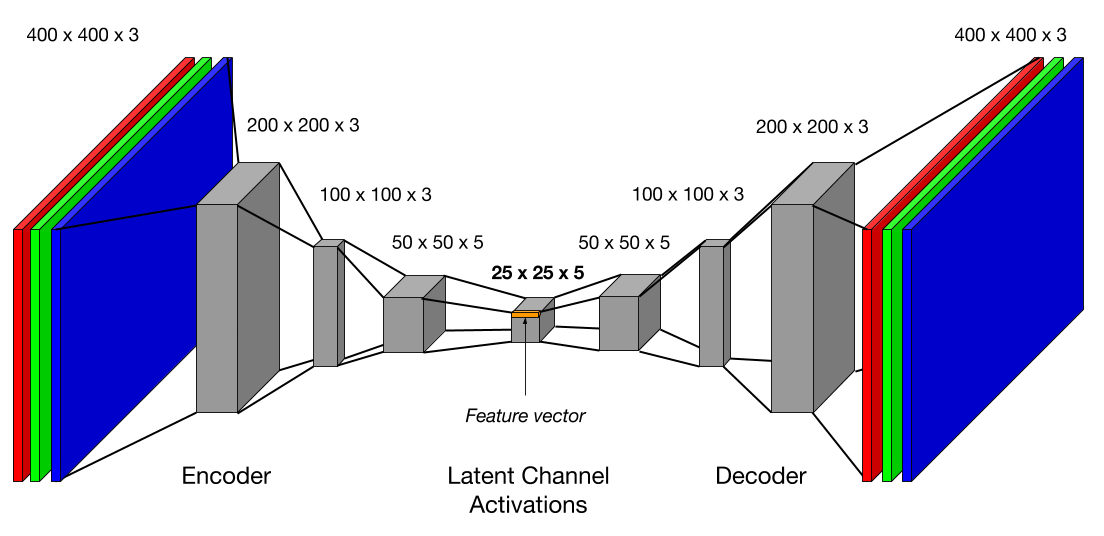 400 x 400 x 3
400 x 400 x 3
200 x 200 x 3
200 x 200 x 3
100 x 100 x 3
100 x 100 x 3
50 x 50 x 5
50 x 50 x 5
25 x 25 x 5
Feature vector
Encoder
Latent Channel
Activations
Decoder